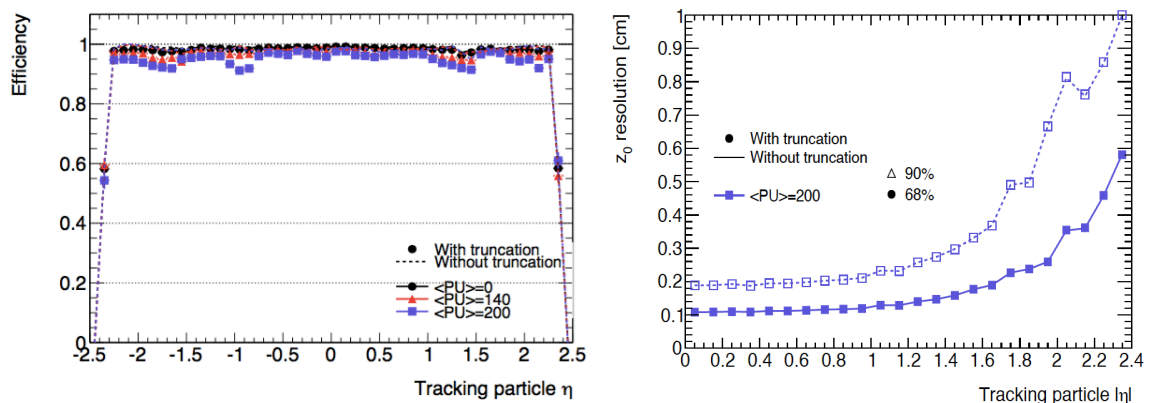 Efficiency
1
0.8
0.6
0.4
0.2
0
-2.5 -2 -1.5 -1 -0.5 0 0.5 1 1.5 2 2.5
Tracking particle η
With truncation
Without truncation
<PU>=0
<PU>=140
<PU>=200
z0 resolution [cm]
1
0.9
0.8
0.7
0.6
0.5
0.4
0.3
0.2
0.1
0
0 0.2 0.4 0.6 0.8 1 1.2 1.4 1.6 1.8 2 2.2 2.4
Tracking particle |η|
With truncation
Without truncation
90%
<PU>=200
68%